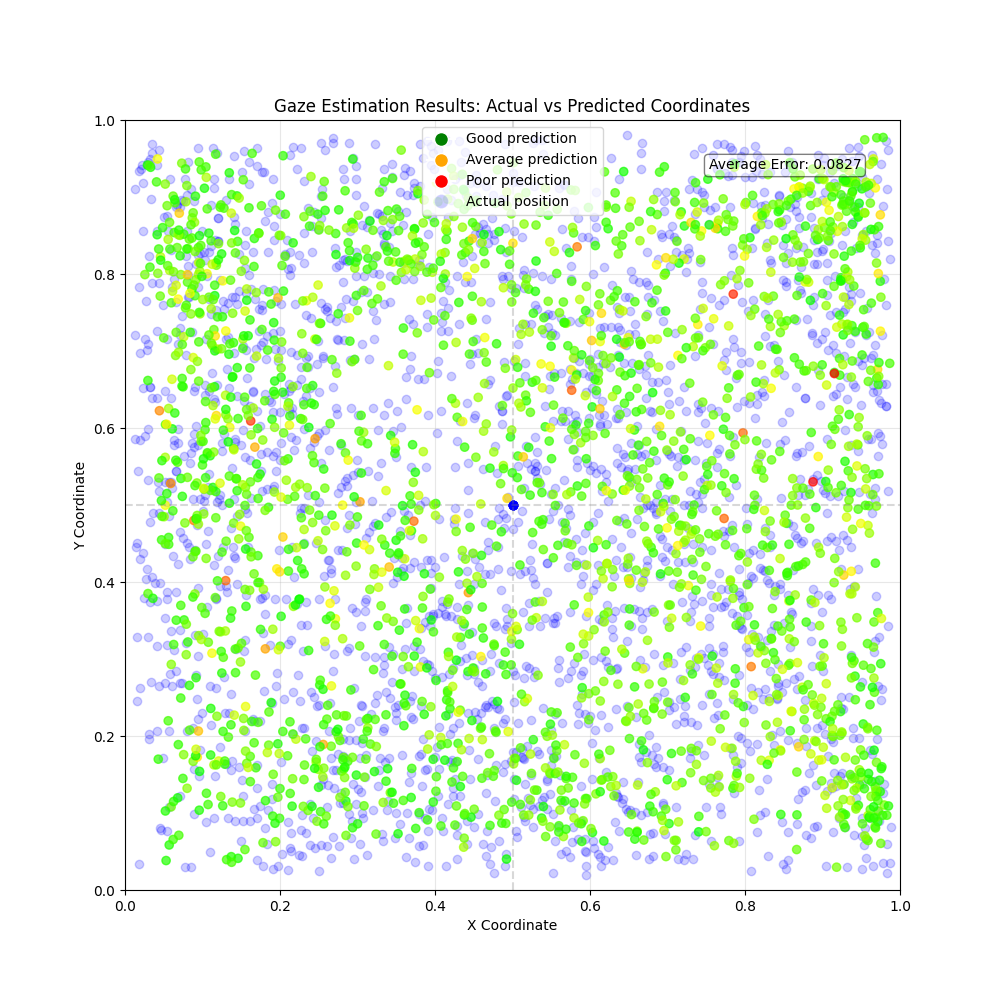 Gaze Estimation Results: Actual vs Predicted Coordinates
Good prediction
Average prediction
Poor prediction
Actual position
Average Error: 0.0827
1.0
0.8
0.6
0.4
0.2
0.0
Y Coordinate
0.0 0.2 0.4 0.6 0.8 1.0
X Coordinate